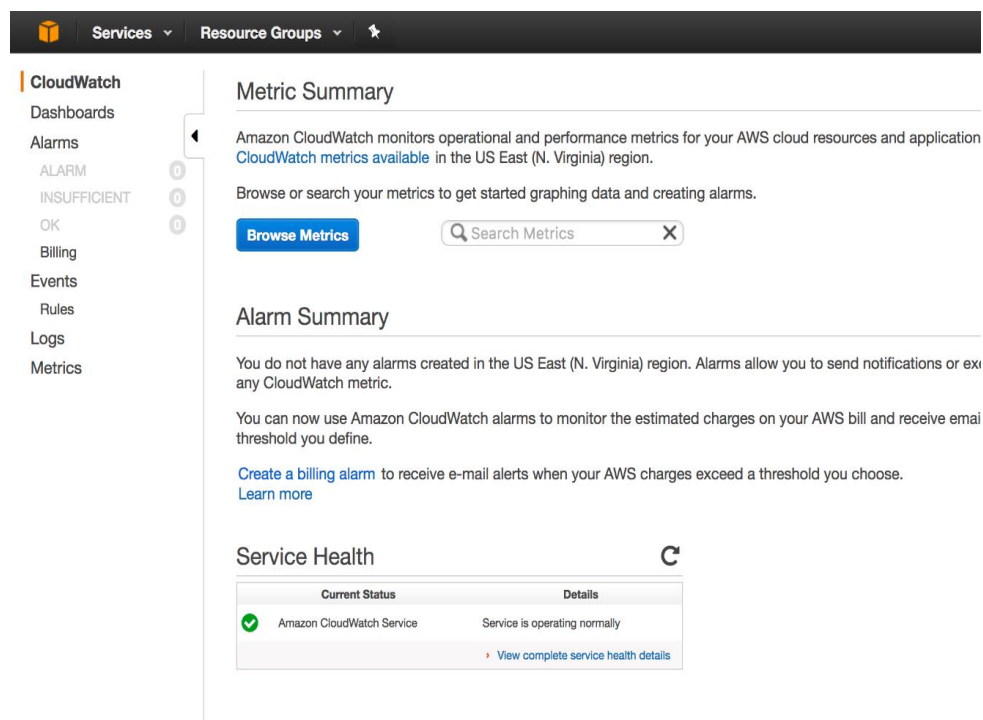 Services
Resource Groups
CloudWatch
Dashboards
Alarms
ALARM 0
INSUFFICIENT 0
OK 0
Billing
Events
Rules
Logs
Metrics
Metric Summary
Amazon CloudWatch monitors operational and performance metrics for your AWS cloud resources and application
CloudWatch metrics available in the US East (N. Virginia) region.
Browse or search your metrics to get started graphing data and creating alarms.
Browse Metrics
Search Metrics
Alarm Summary
You do not have any alarms created in the US East (N. Virginia) region. Alarms allow you to send notifications or exe
any CloudWatch metric.
You can now use Amazon CloudWatch alarms to monitor the estimated charges on your AWS bill and receive emai
threshold you define.
Create a billing alarm to receive e-mail alerts when your AWS charges exceed a threshold you choose.
Learn more
Service Health
Current Status Details
Amazon CloudWatch Service Service is operating normally
View complete service health details